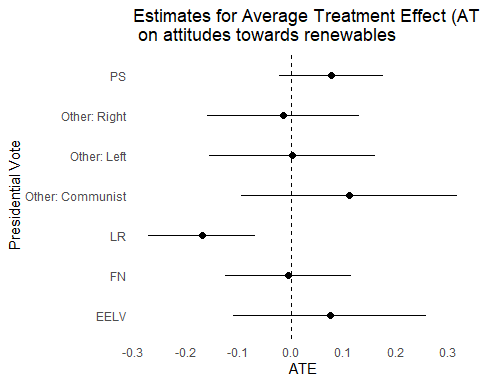 Estimates for Average Treatment Effect (AT
on attitudes towards renewables
PS
Other: Right
Other: Left
Other: Communist
LR
FN
EELV
Presidential Vote
-0.3 -0.2 -0.1 0.0 0.1 0.2 0.3
ATE